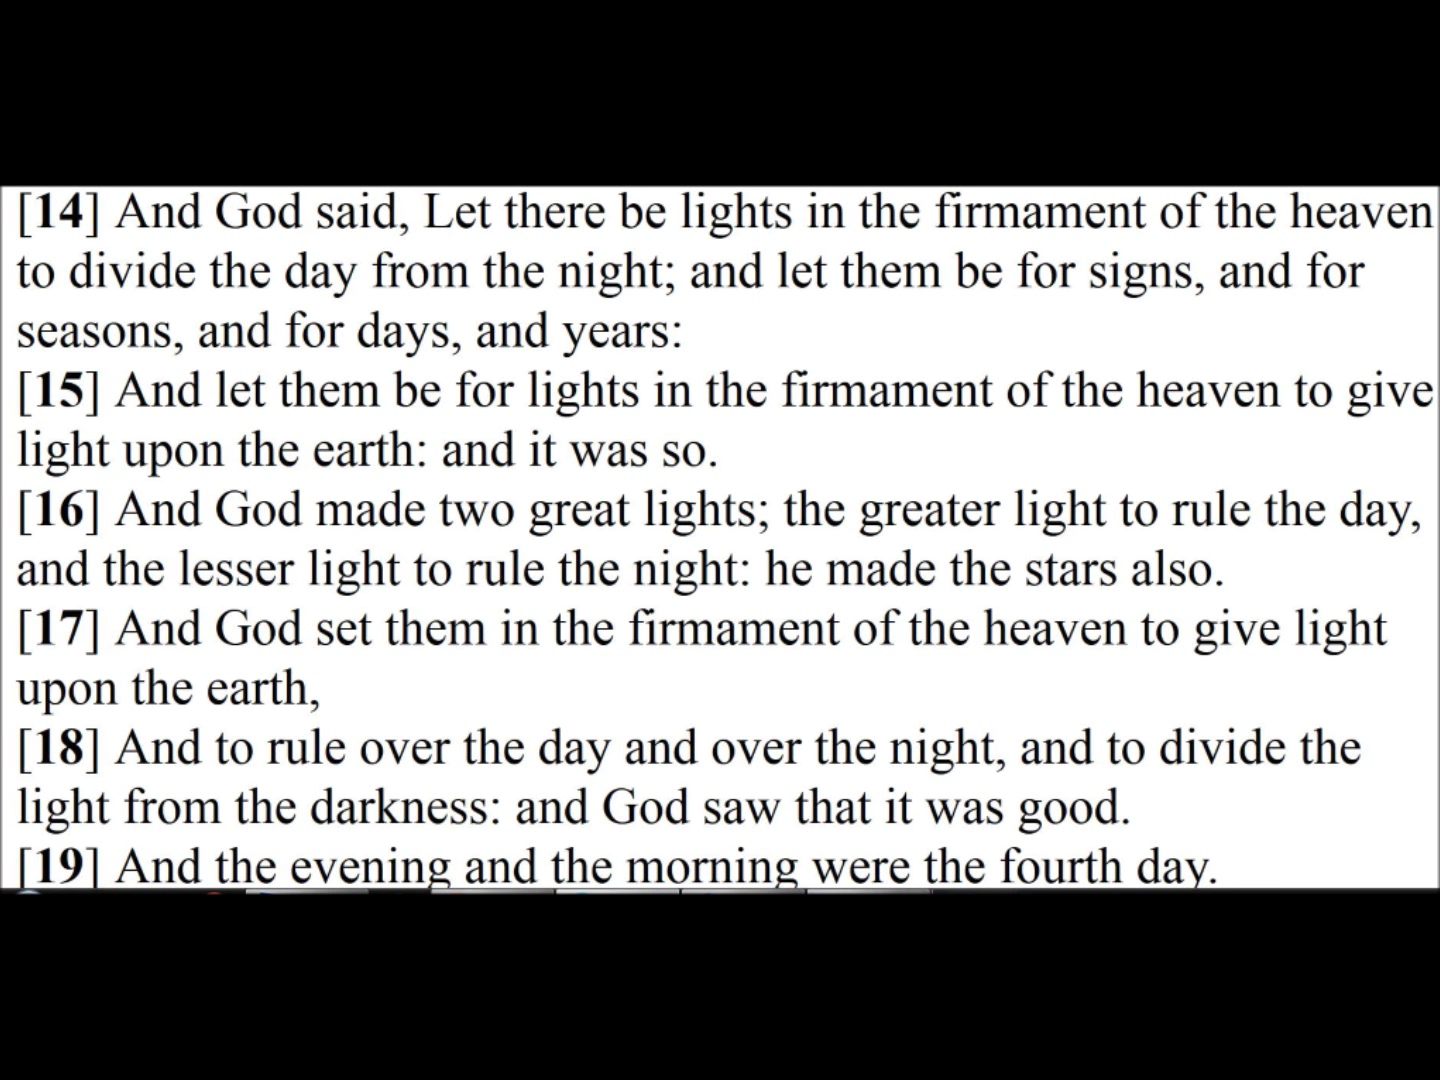 [14] And God said, Let there be lights in the firmament of the heaven
to divide the day from the night; and let them be for signs, and for
seasons, and for days, and years:
[15] And let them be for lights in the firmament of the heaven to give
light upon the earth: and it was so.
[16] And God made two great lights; the greater light to rule the day,
and the lesser light to rule the night: he made the stars also.
[17] And God set them in the firmament of the heaven to give light
upon the earth,
[18] And to rule over the day and over the night, and to divide the
light from the darkness: and God saw that it was good.
[19] And the evening and the morning were the fourth day.